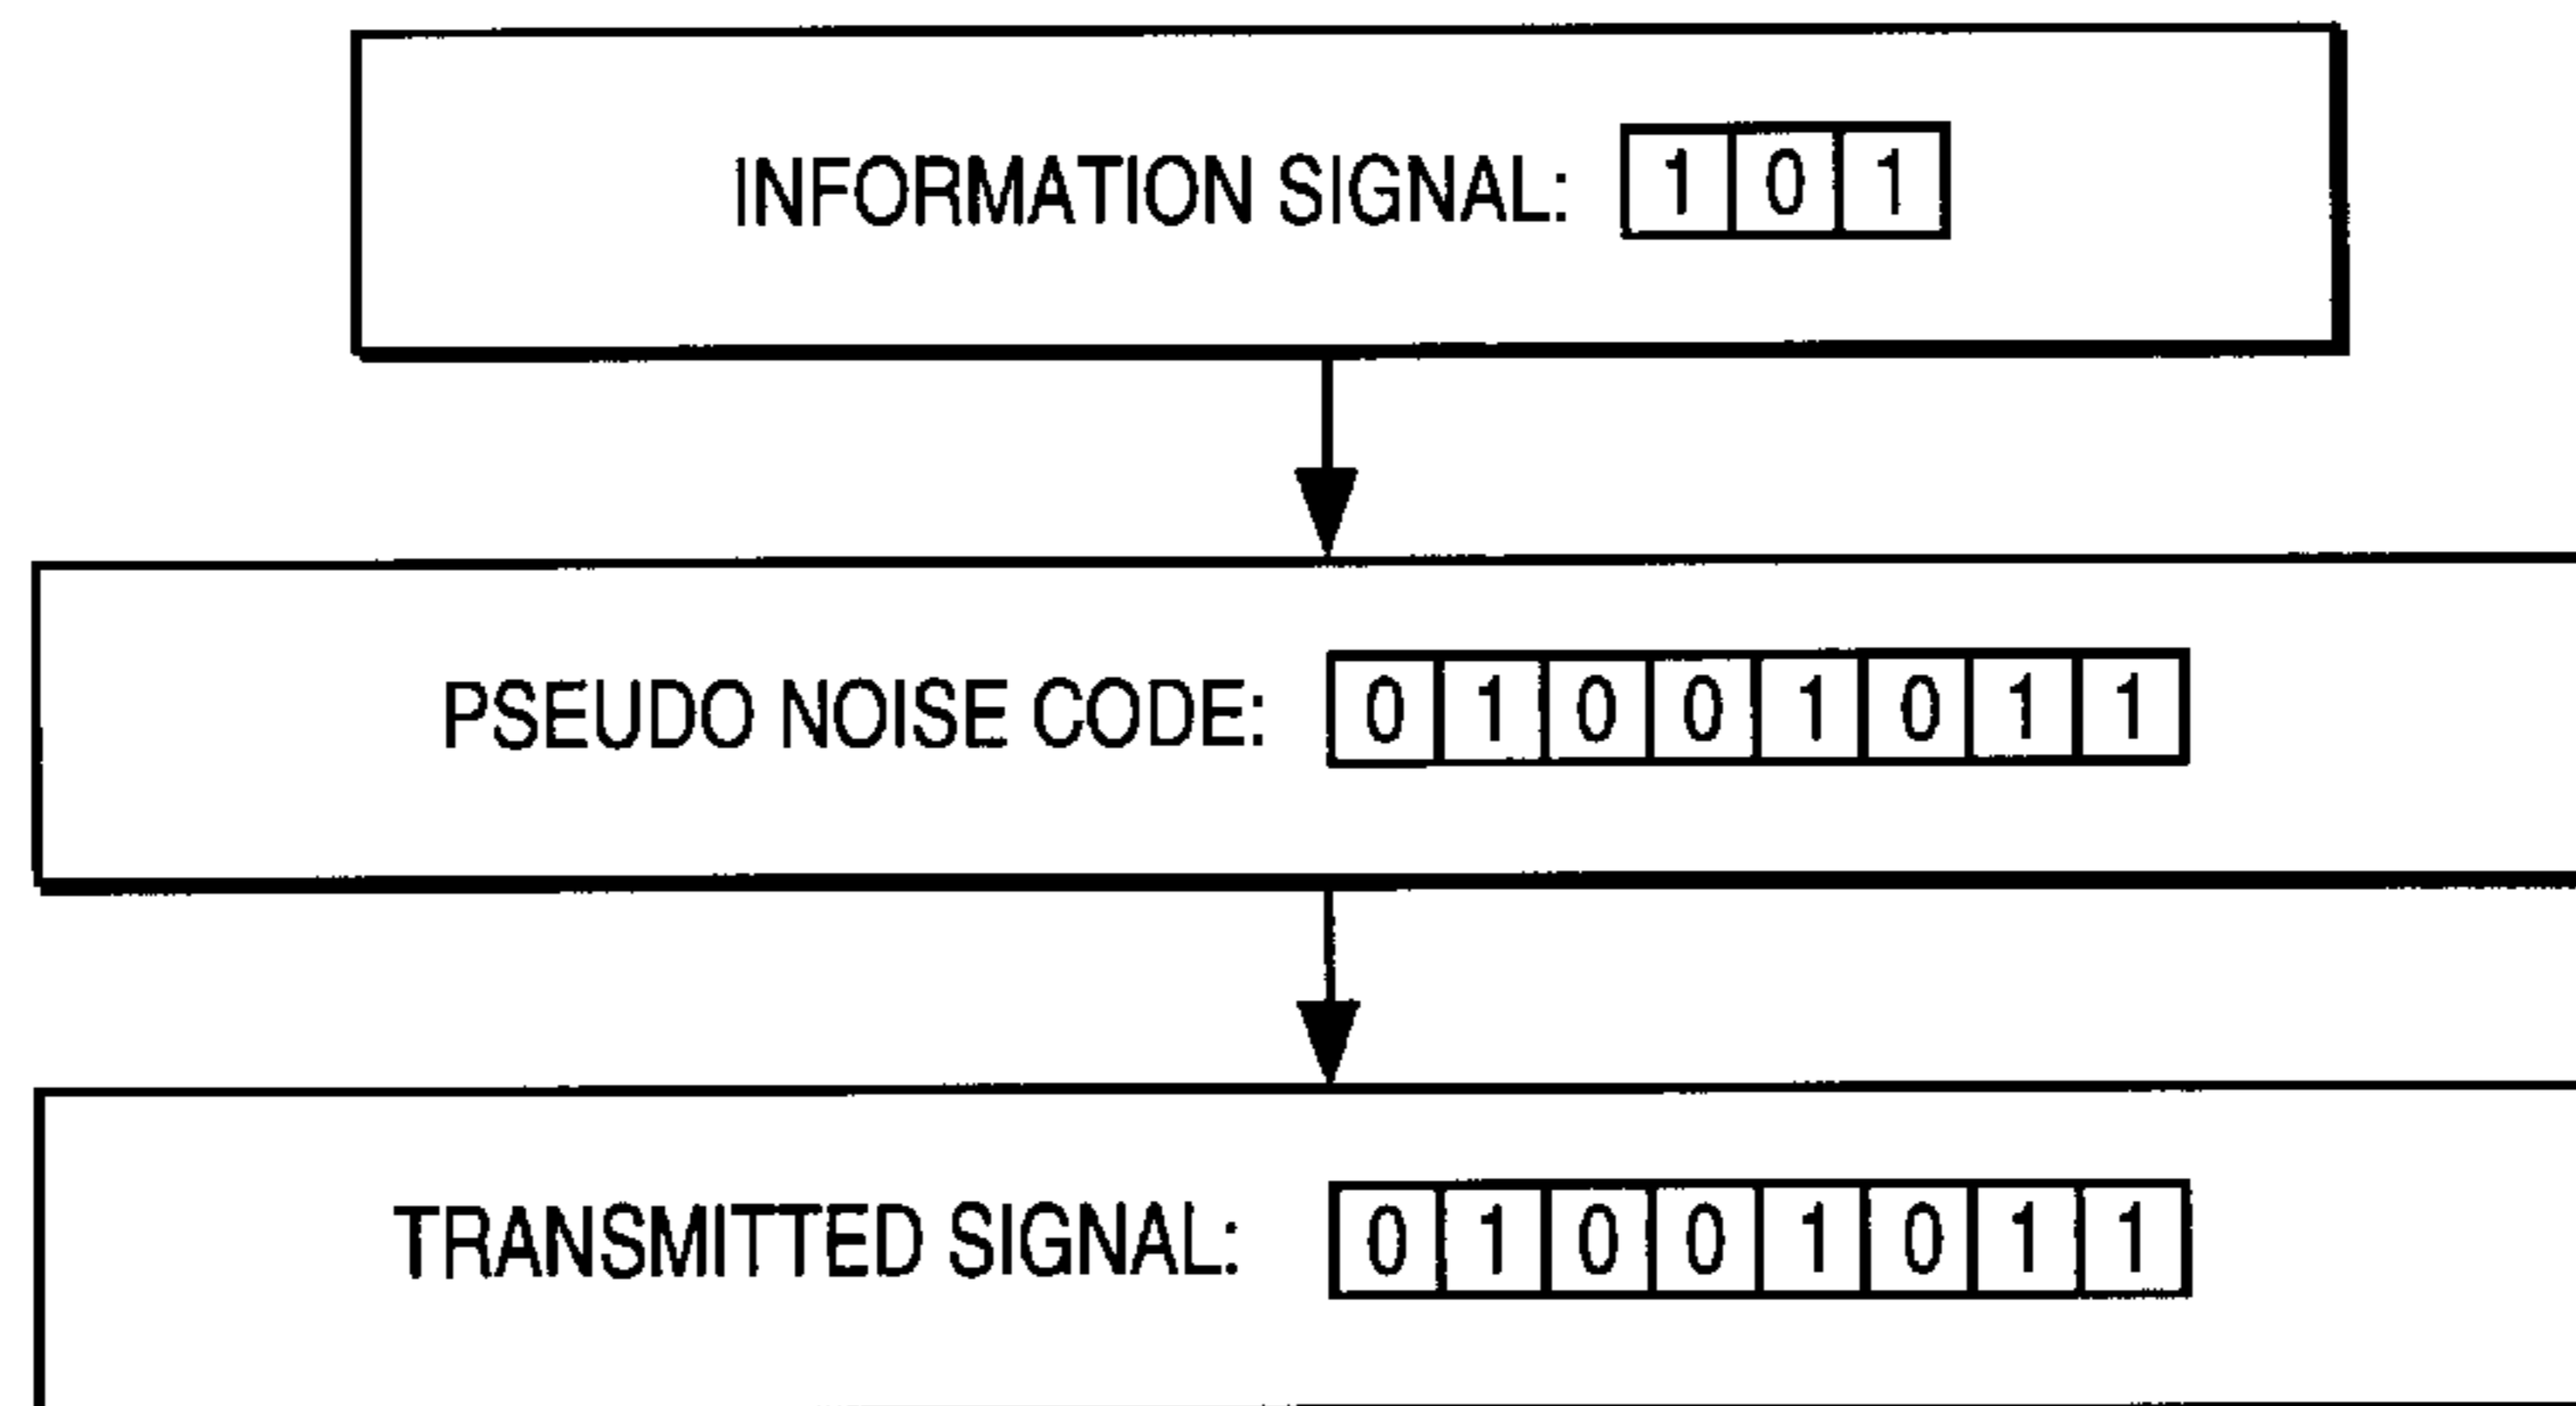 INFORMATION SIGNAL: 1 0 1
PSEUDO NOISE CODE: 0 1 0 0 1 0 1 1
TRANSMITTED SIGNAL: 0 1 0 0 1 0 1 1